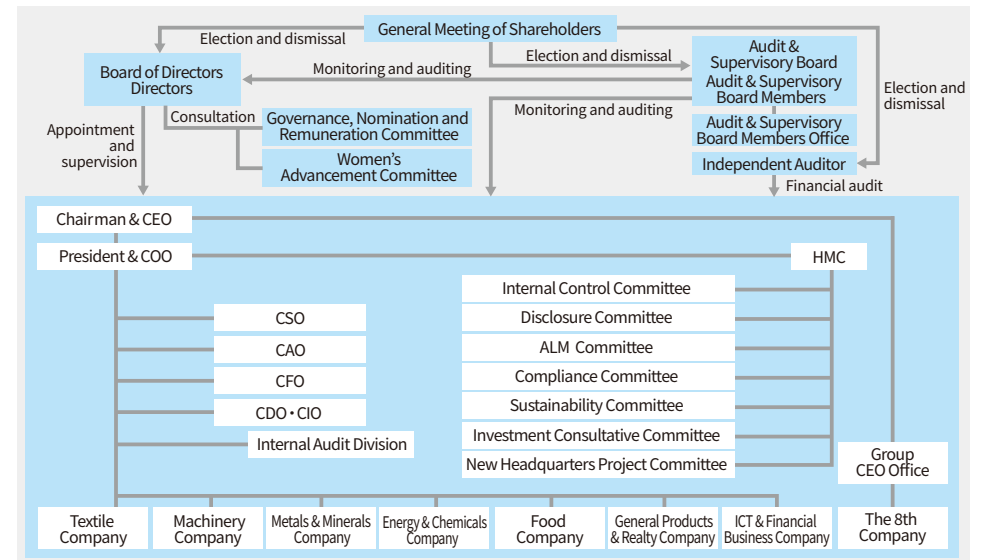 General Meeting of Shareholders
Election and dismissal
Election and dismissal
Election and
dismissal
Board of Directors
Directors
Monitoring and auditing
Audit &
Supervisory Board
Audit & Supervisory
Board Members
Monitoring and auditing
Appointment
and
supervision
Consultation
Governance, Nomination and
Remuneration Committee
Women's
Advancement Committee
Audit & Supervisory
Board Members Office
Independent Auditor
Financial audit
Chairman & CEO
President & COO
HMC
CSO
CAO
CFO
CDO・CIO
Internal Audit Division
Internal Control Committee
Disclosure Committee
ALM Committee
Compliance Committee
Sustainability Committee
Investment Consultative Committee
New Headquarters Project Committee
Group
CEO Office
Textile
Company
Machinery
Company
Metals & Minerals
Company
Energy & Chemicals
Company
Food
Company
General Products
& Realty Company
ICT & Financial
Business Company
The 8th
Company